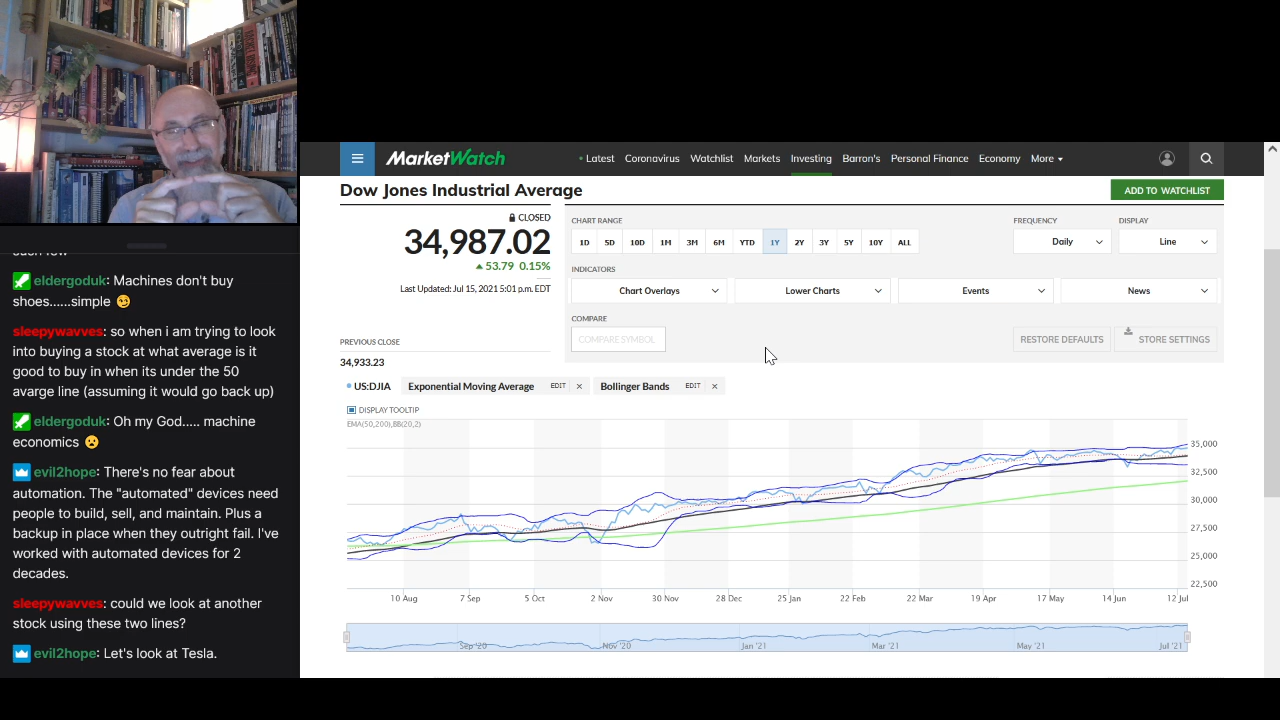 eldergoduk: Machines don't buy
shoes......simple
sleepywavves: so when i am trying to look
into buying a stock at what average is it
good to buy in when its under the 50
avarge line (assuming it would go back up)
eldergoduk: Oh my God..... machine
economics
evil2hope: There's no fear about
automation. The "automated" devices need
people to build, sell, and maintain. Plus a
backup in place when they outright fail. I've
worked with automated devices for 2
decades.
sleepywavves: could we look at another
stock using these two lines?
evil2hope: Let's look at Tesla.
MarketWatch
Latest Coronavirus Watchlist Markets Investing Barron's Personal Finance Economy More
Dow Jones Industrial Average
ADD TO WATCHLIST
CLOSED
34,987.02
53.79 0.15%
Last Updated: Jul 15, 2021 5:01 p.m. EDT
PREVIOUS CLOSE
34,933.23
CHART RANGE
1D 5D 10D 1M 3M 6M YTD 1Y 2Y 3Y 5Y 10Y ALL
FREQUENCY
Daily
DISPLAY
Line
INDICATORS
Chart Overlays Lower Charts Events News
COMPARE
COMPARE SYMBOL
RESTORE DEFAULTS STORE SETTINGS
US:DJIA Exponential Moving Average EDIT × Bollinger Bands EDIT ×
DISPLAY TOOLTIP
EMA(50,200),BB(20,2)
35,000
32,500
30,000
27,500
25,000
22,500
10 Aug 7 Sep 5 Oct 2 Nov 30 Nov 28 Dec 25 Jan 22 Feb 22 Mar 19 Apr 17 May 14 Jun 12 Jul
Sep '20 Nov '20 Jan '21 Mar '21 May '21 Jul '21